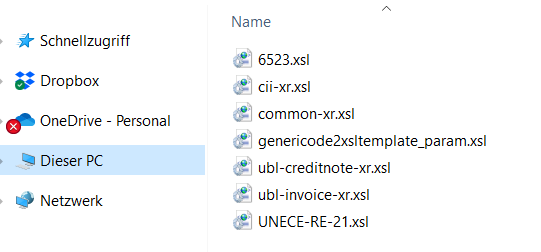 Schnellzugriff
Dropbox
OneDrive - Personal
Dieser PC
Netzwerk
Name
6523.xsl
cii-xr.xsl
common-xr.xsl
genericode2xsltemplate_param.xsl
ubl-creditnote-xr.xsl
ubl-invoice-xr.xsl
UNECE-RE-21.xsl